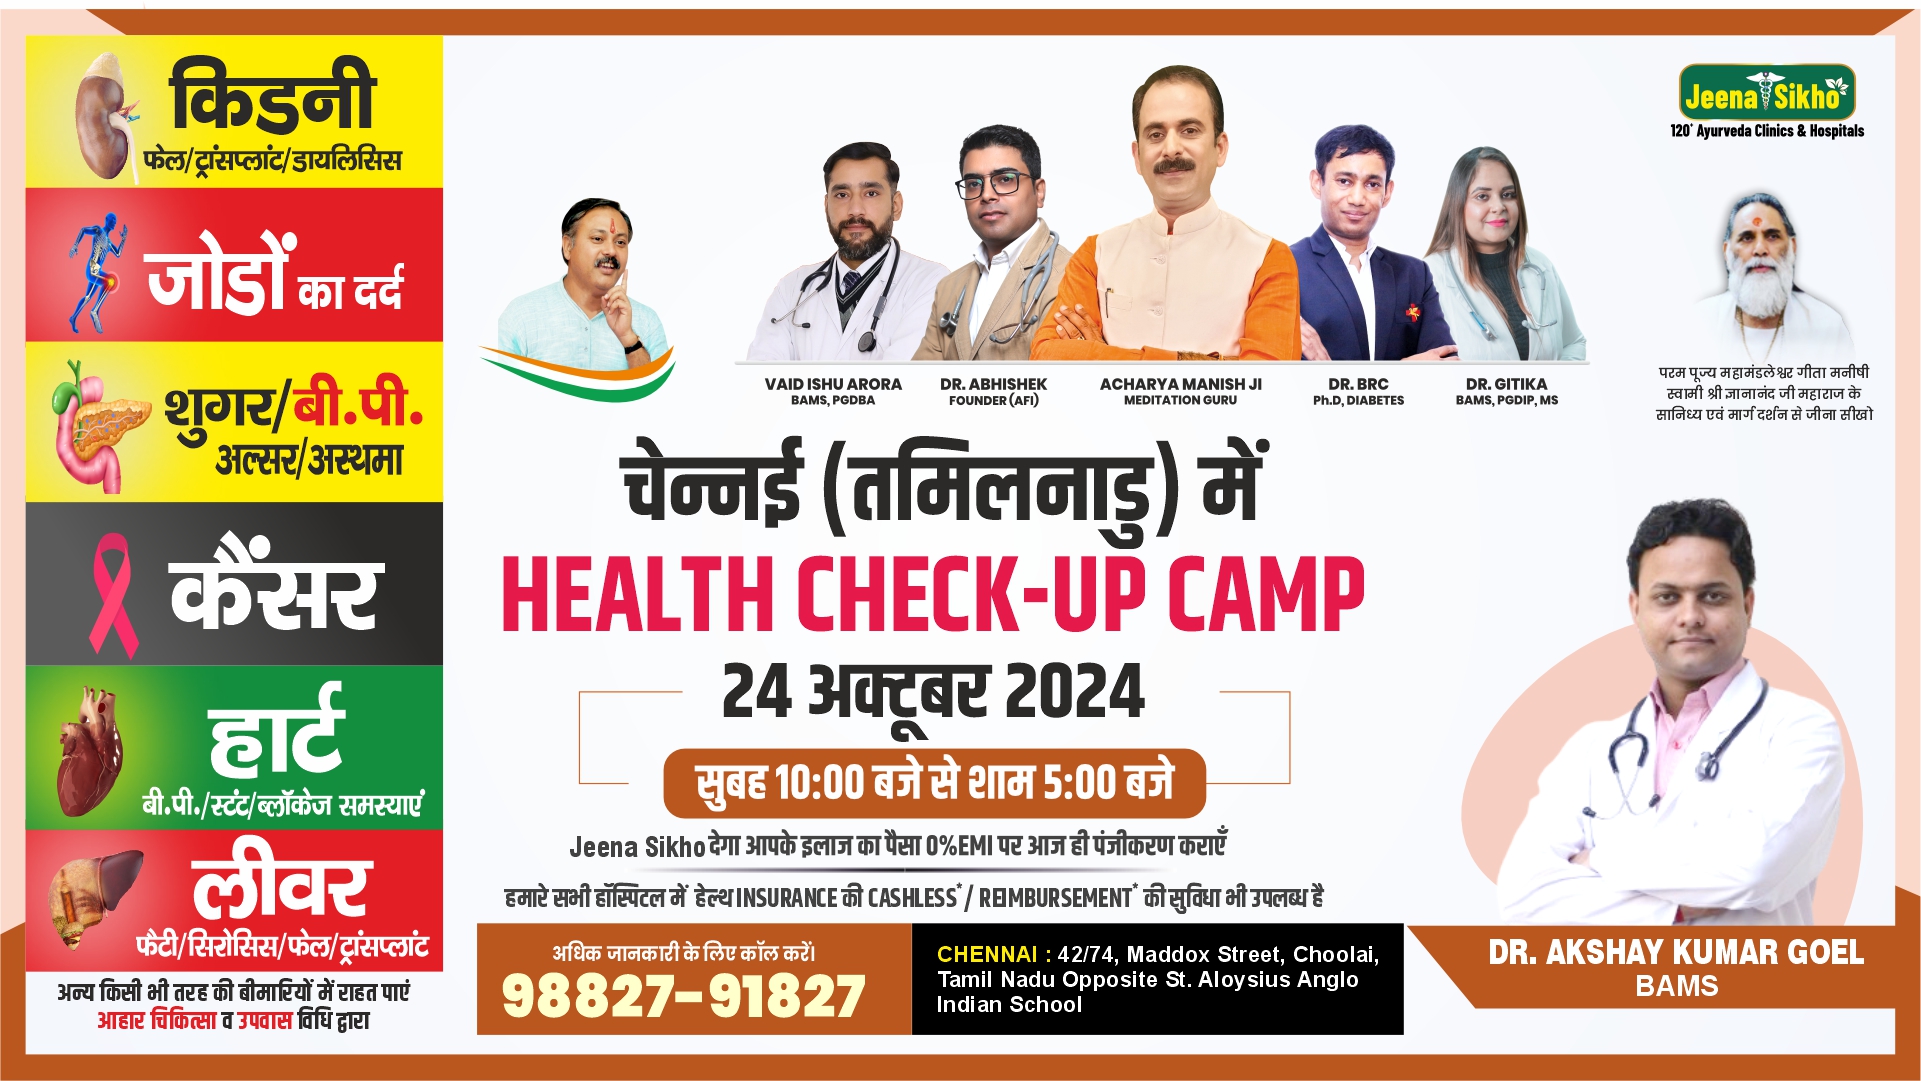 किडनी
फेल/ट्रांसप्लांट/डायलिसिस
जोडों का दर्द
शुगर/बी.पी.
अल्सर/अस्थमा
कैंसर
हार्ट
बी.पी./स्टंट/ब्लॉकेज समस्याएं
लीवर
फैटी/सिरोसिस/फेल/ट्रांसप्लांट
अन्य किसी भी तरह की बीमारियों में राहत पाएं
आहार चिकित्सा व उपवास विधि द्वारा
Jeena Sikho
120+ Ayurveda Clinics & Hospitals
VAID ISHU ARORA
BAMS, PGDBA
DR. ABHISHEK
FOUNDER (AFI)
ACHARYA MANISH JI
MEDITATION GURU
DR. BRC
Ph.D, DIABETES
DR. GITIKA
BAMS, PGDIP, MS
परम पूज्य महामंडलेश्वर गीता मनीषी
स्वामी श्री ज्ञानानंद जी महाराज के
सानिध्य एवं मार्ग दर्शन से जीना सीखो
चेन्नई (तमिलनाडु) में
HEALTH CHECK-UP CAMP
24 अक्टूबर 2024
सुबह 10:00 बजे से शाम 5:00 बजे
Jeena Sikho देगा आपके इलाज का पैसा 0%EMI पर आज ही पंजीकरण कराएँ
हमारे सभी हॉस्पिटल में हेल्थ INSURANCE की CASHLESS* / REIMBURSEMENT* की सुविधा भी उपलब्ध है
अधिक जानकारी के लिए कॉल करें।
98827-91827
CHENNAI : 42/74, Maddox Street, Choolai,
Tamil Nadu Opposite St. Aloysius Anglo
Indian School
DR. AKSHAY KUMAR GOEL
BAMS